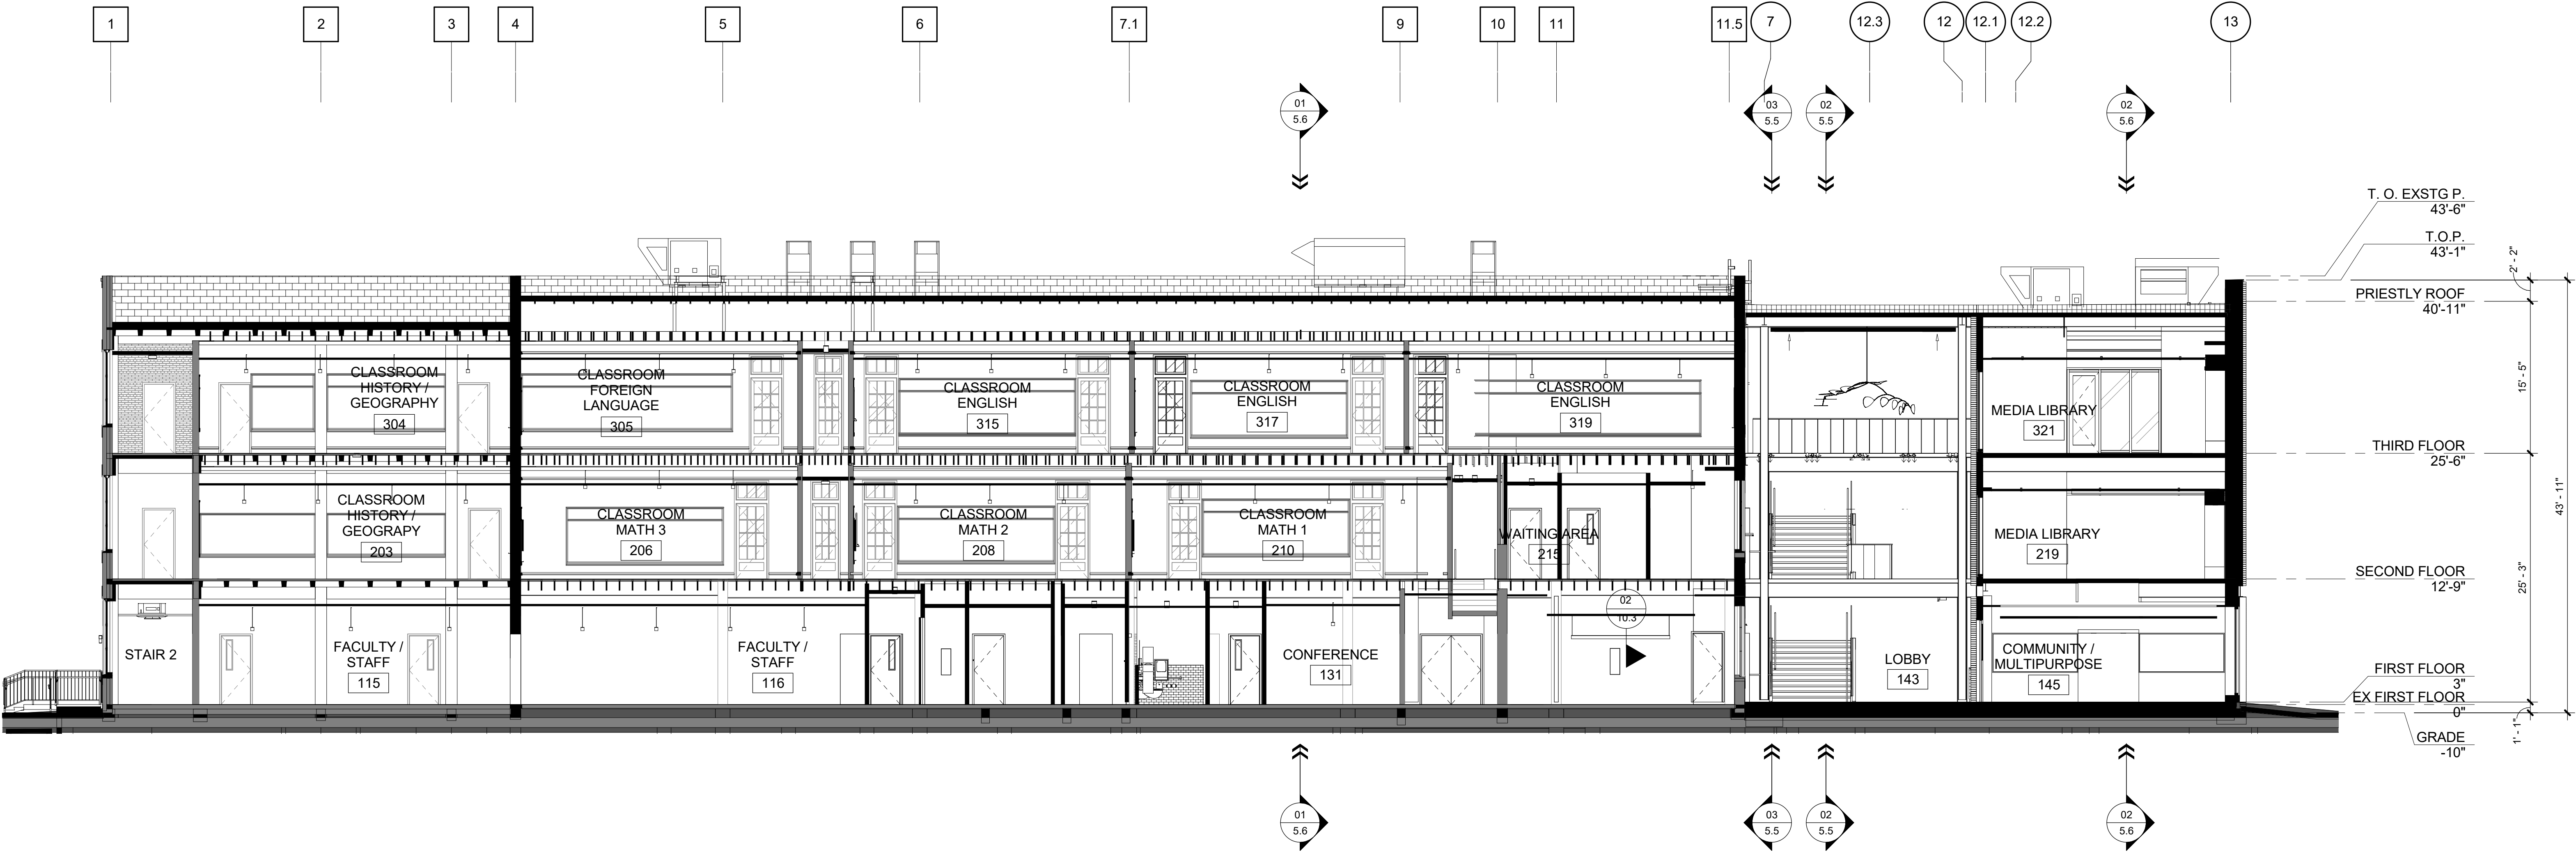 1
2
3
4
5
6
7.1
9
10
11
11.5
7
12.3
12
12.1
12.2
13
01
5.6
03
5.5
02
5.5
02
5.6
T. O. EXSTG P.
43'-6"
T.O.P.
43'-1"
PRIESTLY ROOF
40'-11"
THIRD FLOOR
25'-6"
SECOND FLOOR
12'-9"
FIRST FLOOR
3"
EX FIRST FLOOR
0"
GRADE
-10"
2' - 2"
15' - 5"
25' - 3"
1' - 1"
43' - 11"
CLASSROOM
HISTORY /
GEOGRAPHY
304
CLASSROOM
FOREIGN
LANGUAGE
305
CLASSROOM
ENGLISH
315
CLASSROOM
ENGLISH
317
CLASSROOM
ENGLISH
319
MEDIA LIBRARY
321
CLASSROOM
HISTORY /
GEOGRAPY
203
CLASSROOM
MATH 3
206
CLASSROOM
MATH 2
208
CLASSROOM
MATH 1
210
WAITING AREA
215
MEDIA LIBRARY
219
STAIR 2
FACULTY /
STAFF
115
FACULTY /
STAFF
116
CONFERENCE
131
02
10.3
LOBBY
143
COMMUNITY /
MULTIPURPOSE
145
01
5.6
03
5.5
02
5.5
02
5.6